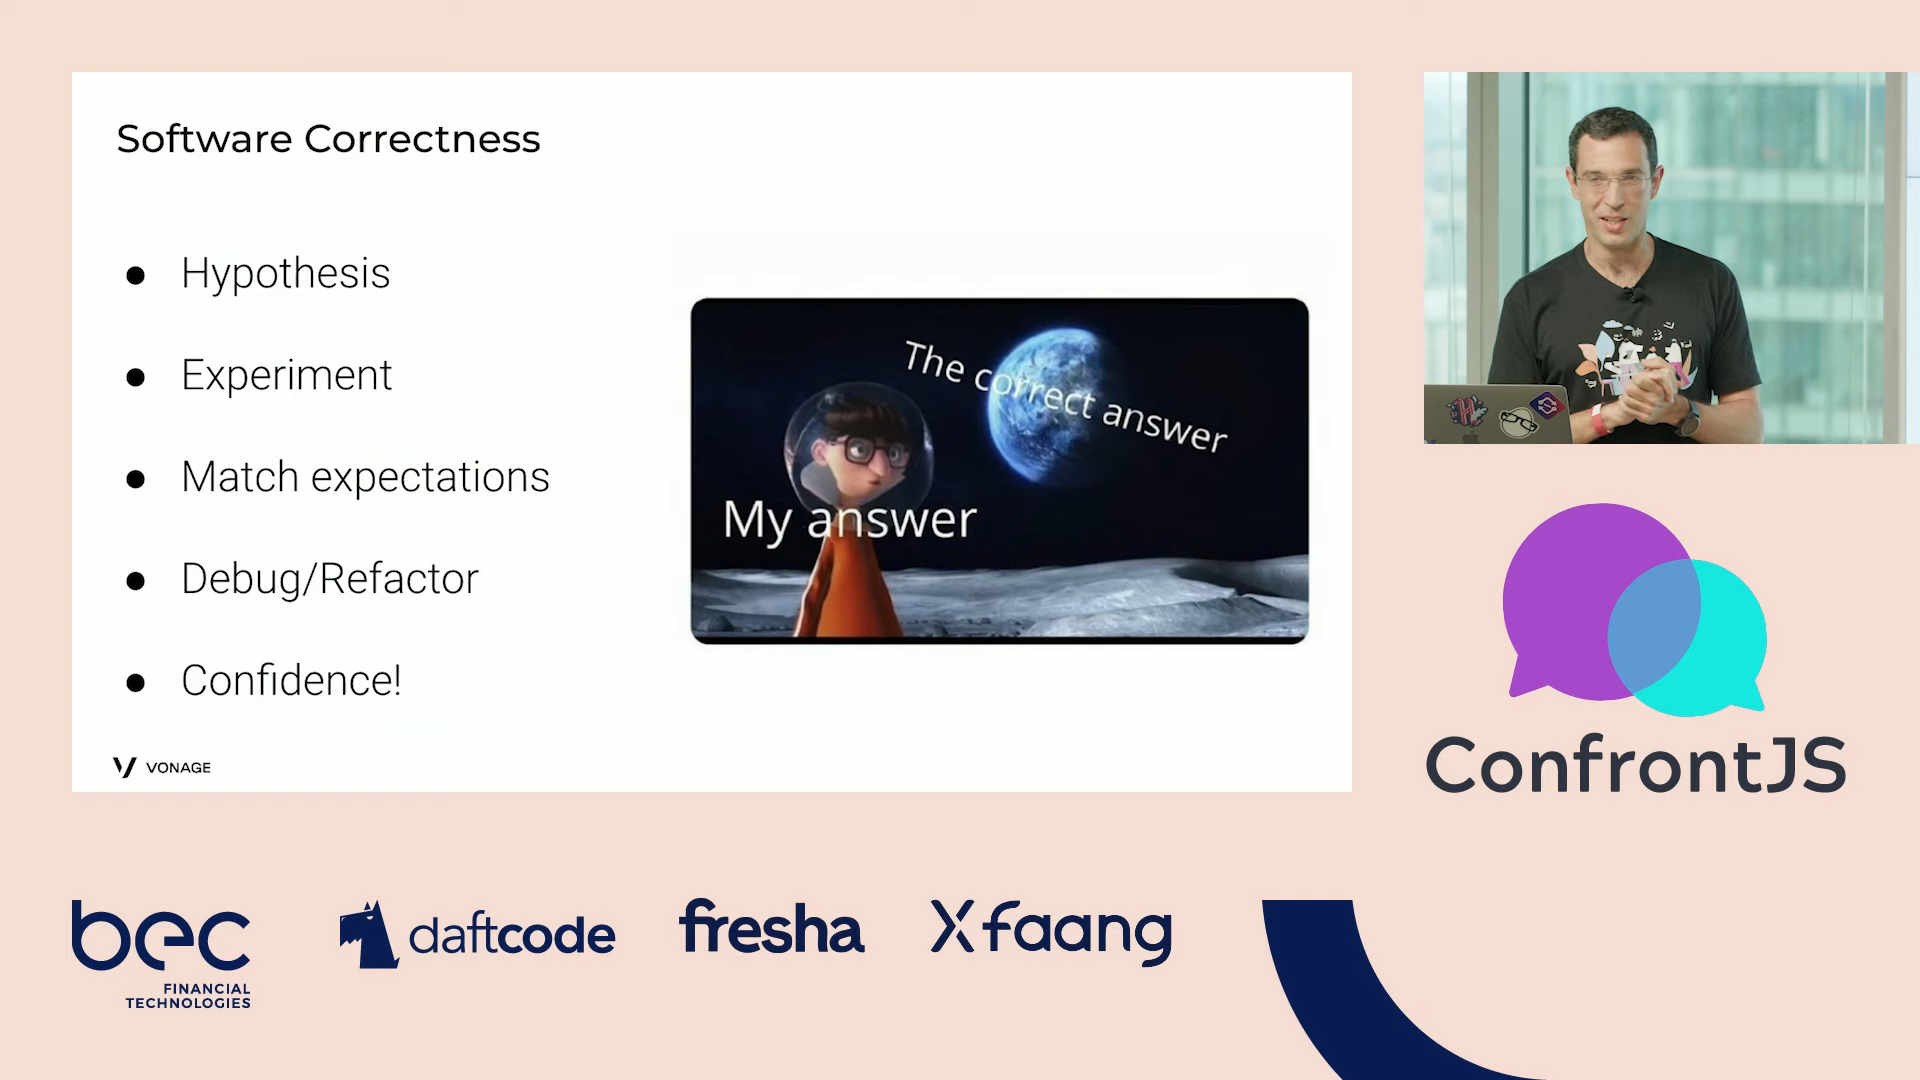 Software Correctness
Hypothesis
Experiment
Match expectations
Debug/Refactor
Confidence!
The correct answer
My answer
VONAGE
ConfrontJS
bec
FINANCIAL
TECHNOLOGIES
daftcode
fresha
Xfaang